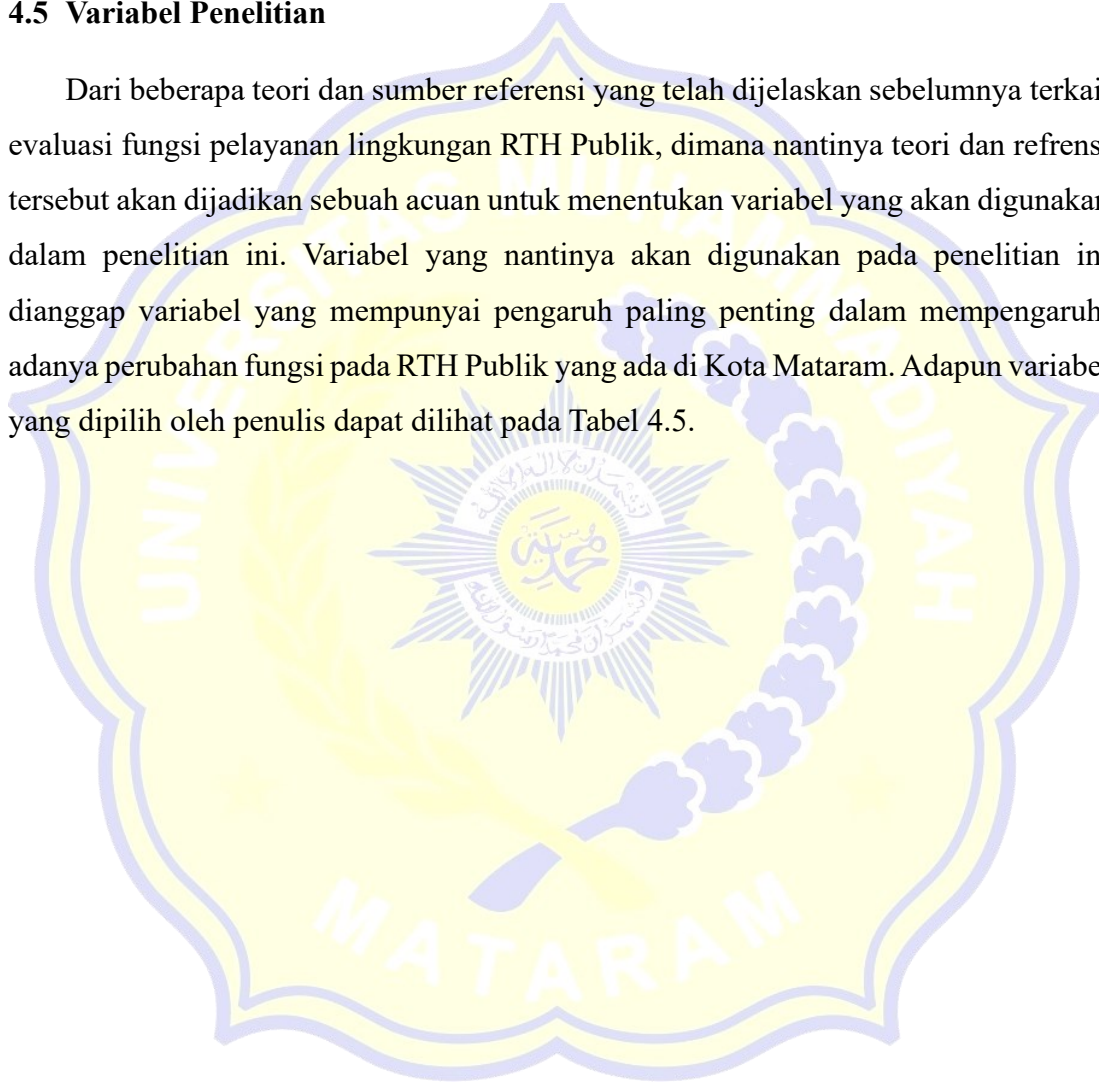 4.5 Variabel Penelitian
Dari beberapa teori dan sumber referensi yang telah dijelaskan sebelumnya terkai
evaluasi fungsi pelayanan lingkungan RTH Publik, dimana nantinya teori dan refrens
tersebut akan dijadikan sebuah acuan untuk menentukan variabel yang akan digunakan
dalam penelitian ini. Variabel yang nantinya akan digunakan pada penelitian in
dianggap variabel yang mempunyai pengaruh paling penting dalam mempengaruh
adanya perubahan fungsi pada RTH Publik yang ada di Kota Mataram. Adapun variabe
yang dipilih oleh penulis dapat dilihat pada Tabel 4.5.
UNIVERSITAS MUHAMMADIYAH
MATARAM